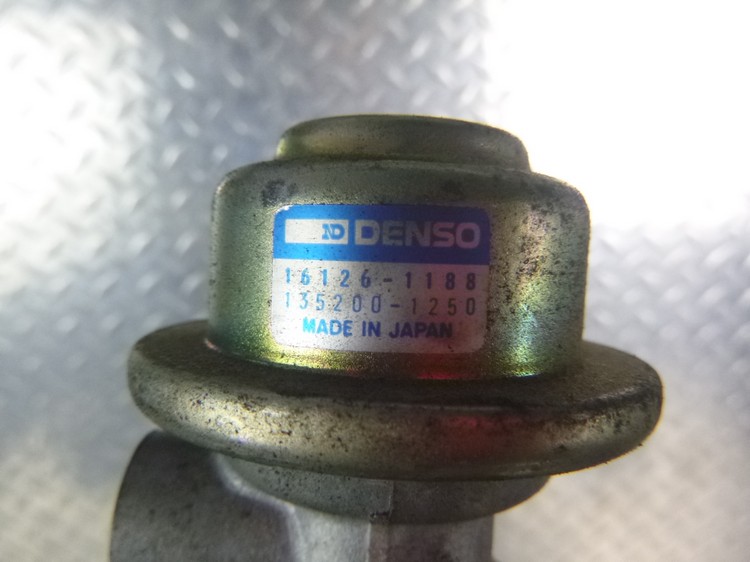 ND DENSO
16126-1188
135200-1250
MADE IN JAPAN